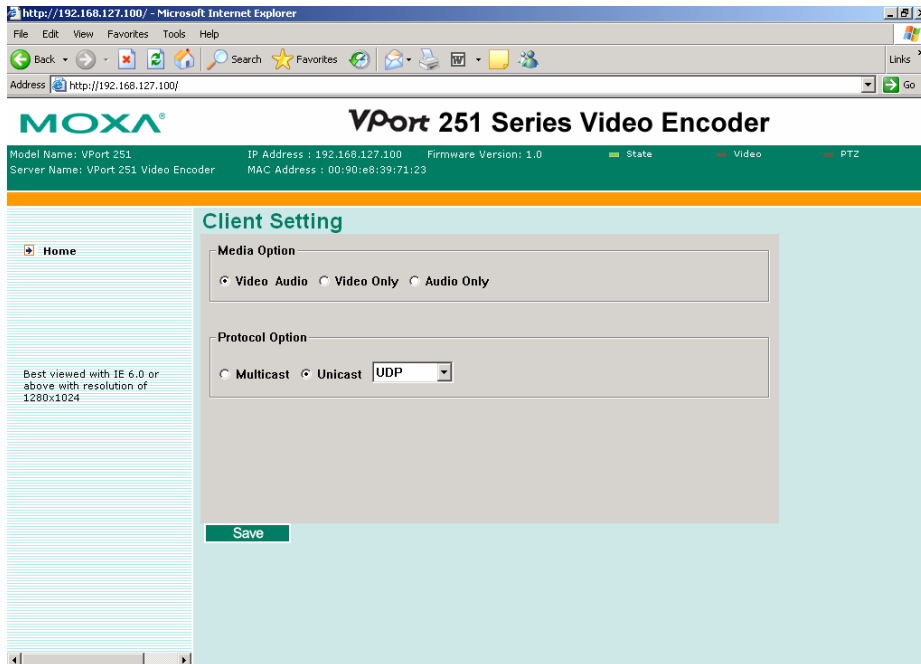 http://192.168.127.100/ - Microsoft Internet Explorer
File Edit View Favorites Tools Help
Back Search Favorites Links
Address http://192.168.127.100/ Go
MOXA® VPort 251 Series Video Encoder
Model Name: VPort 251 IP Address : 192.168.127.100 Firmware Version: 1.0 State Video PTZ
Server Name: VPort 251 Video Encoder MAC Address : 00:90:e8:39:71:23
Client Setting
Home
Media Option
Video Audio Video Only Audio Only
Protocol Option
Multicast Unicast UDP
Best viewed with IE 6.0 or
above with resolution of
1280x1024
Save